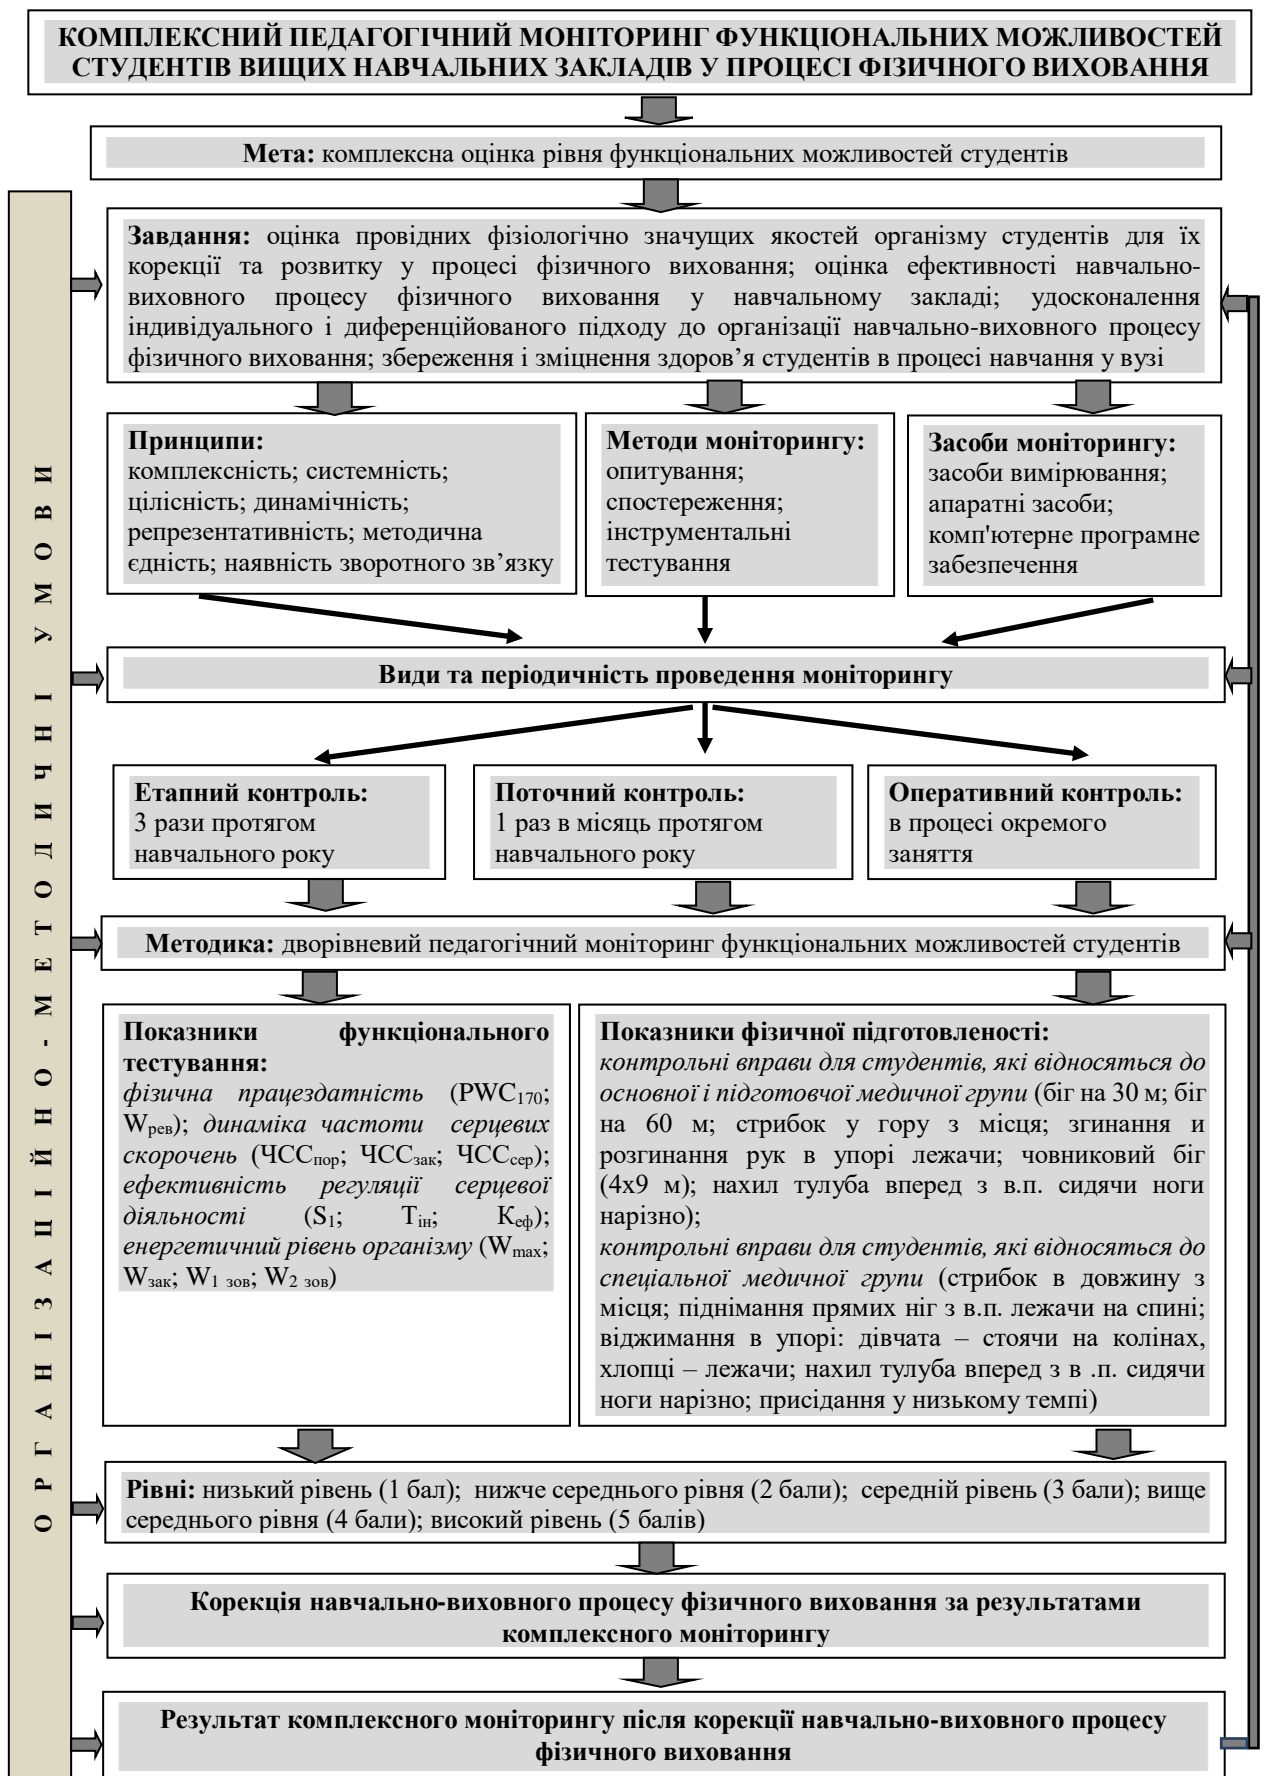 КОМПЛЕКСНИЙ ПЕДАГОГІЧНИЙ МОНІТОРИНГ ФУНКЦІОНАЛЬНИХ МОЖЛИВОСТЕЙ
СТУДЕНТІВ ВИЩИХ НАВЧАЛЬНИХ ЗАКЛАДІВ У ПРОЦЕСІ ФІЗИЧНОГО ВИХОВАННЯ
Мета: комплексна оцінка рівня функціональних можливостей студентів
ОРГАНІЗАЦІЙНО-МЕТОДИЧНІ УМОВИ
Завдання: оцінка провідних фізіологічно значущих якостей організму студентів для їх
корекції та розвитку у процесі фізичного виховання; оцінка ефективності навчально-
виховного процесу фізичного виховання у навчальному закладі; удосконалення
індивідуального і диференційованого підходу до організації навчально-виховного процесу
фізичного виховання; збереження і зміцнення здоров’я студентів в процесі навчання у вузі
Принципи:
комплексність; системність;
цілісність; динамічність;
репрезентативність; методична
єдність; наявність зворотного зв’язку
Методи моніторингу:
опитування;
спостереження;
інструментальні
тестування
Засоби моніторингу:
засоби вимірювання;
апаратні засоби;
комп'ютерне програмне
забезпечення
Види та періодичність проведення моніторингу
Етапний контроль:
3 рази протягом
навчального року
Поточний контроль:
1 раз в місяць протягом
навчального року
Оперативний контроль:
в процесі окремого
заняття
Методика: дворівневий педагогічний моніторинг функціональних можливостей студентів
Показники функціонального
тестування:
фізична працездатність (PWC170;
Wрев); динаміка частоти серцевих
скорочень (ЧССпор; ЧССзак; ЧССсер);
ефективність регуляції серцевої
діяльності (S1; Тін; Кеф);
енергетичний рівень організму (Wmax;
Wзак; W1 зов; W2 зов)
Показники фізичної підготовленості:
контрольні вправи для студентів, які відносяться до
основної і підготовчої медичної групи (біг на 30 м; біг
на 60 м; стрибок у гору з місця; згинання и
розгинання рук в упорі лежачи; човниковий біг
(4х9 м); нахил тулуба вперед з в.п. сидячи ноги
нарізно);
контрольні вправи для студентів, які відносяться до
спеціальної медичної групи (стрибок в довжину з
місця; піднімання прямих ніг з в.п. лежачи на спині;
віджимання в упорі: дівчата – стоячи на колінах,
хлопці – лежачи; нахил тулуба вперед з в .п. сидячи
ноги нарізно; присідання у низькому темпі)
Рівні: низький рівень (1 бал); нижче середнього рівня (2 бали); середній рівень (3 бали); вище
середнього рівня (4 бали); високий рівень (5 балів)
Корекція навчально-виховного процесу фізичного виховання за результатами
комплексного моніторингу
Результат комплексного моніторингу після корекції навчально-виховного процесу
фізичного виховання